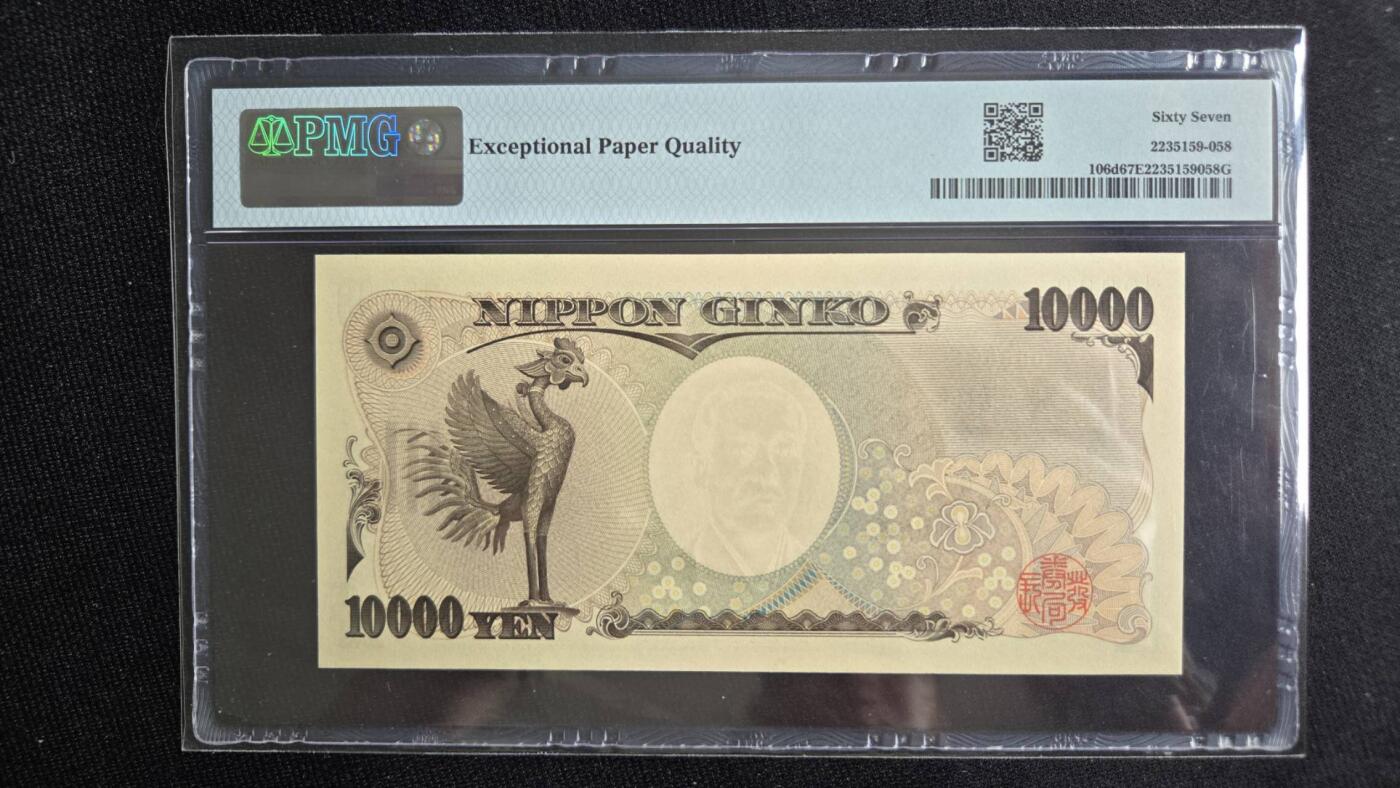 PMG
Exceptional Paper Quality
Sixty Seven
2235159-058
106d67E2235159058G
NIPPON GINKO
10000
10000 YEN